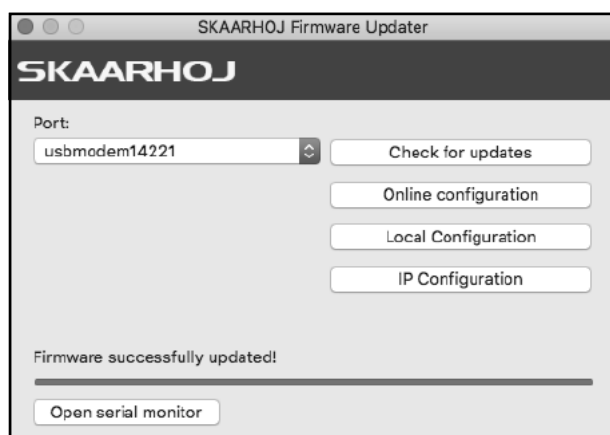 SKAARHOJ Firmware Updater
SKAARHOJ
Port:
usbmodem14221
Check for updates
Online configuration
Local Configuration
IP Configuration
Firmware successfully updated!
Open serial monitor